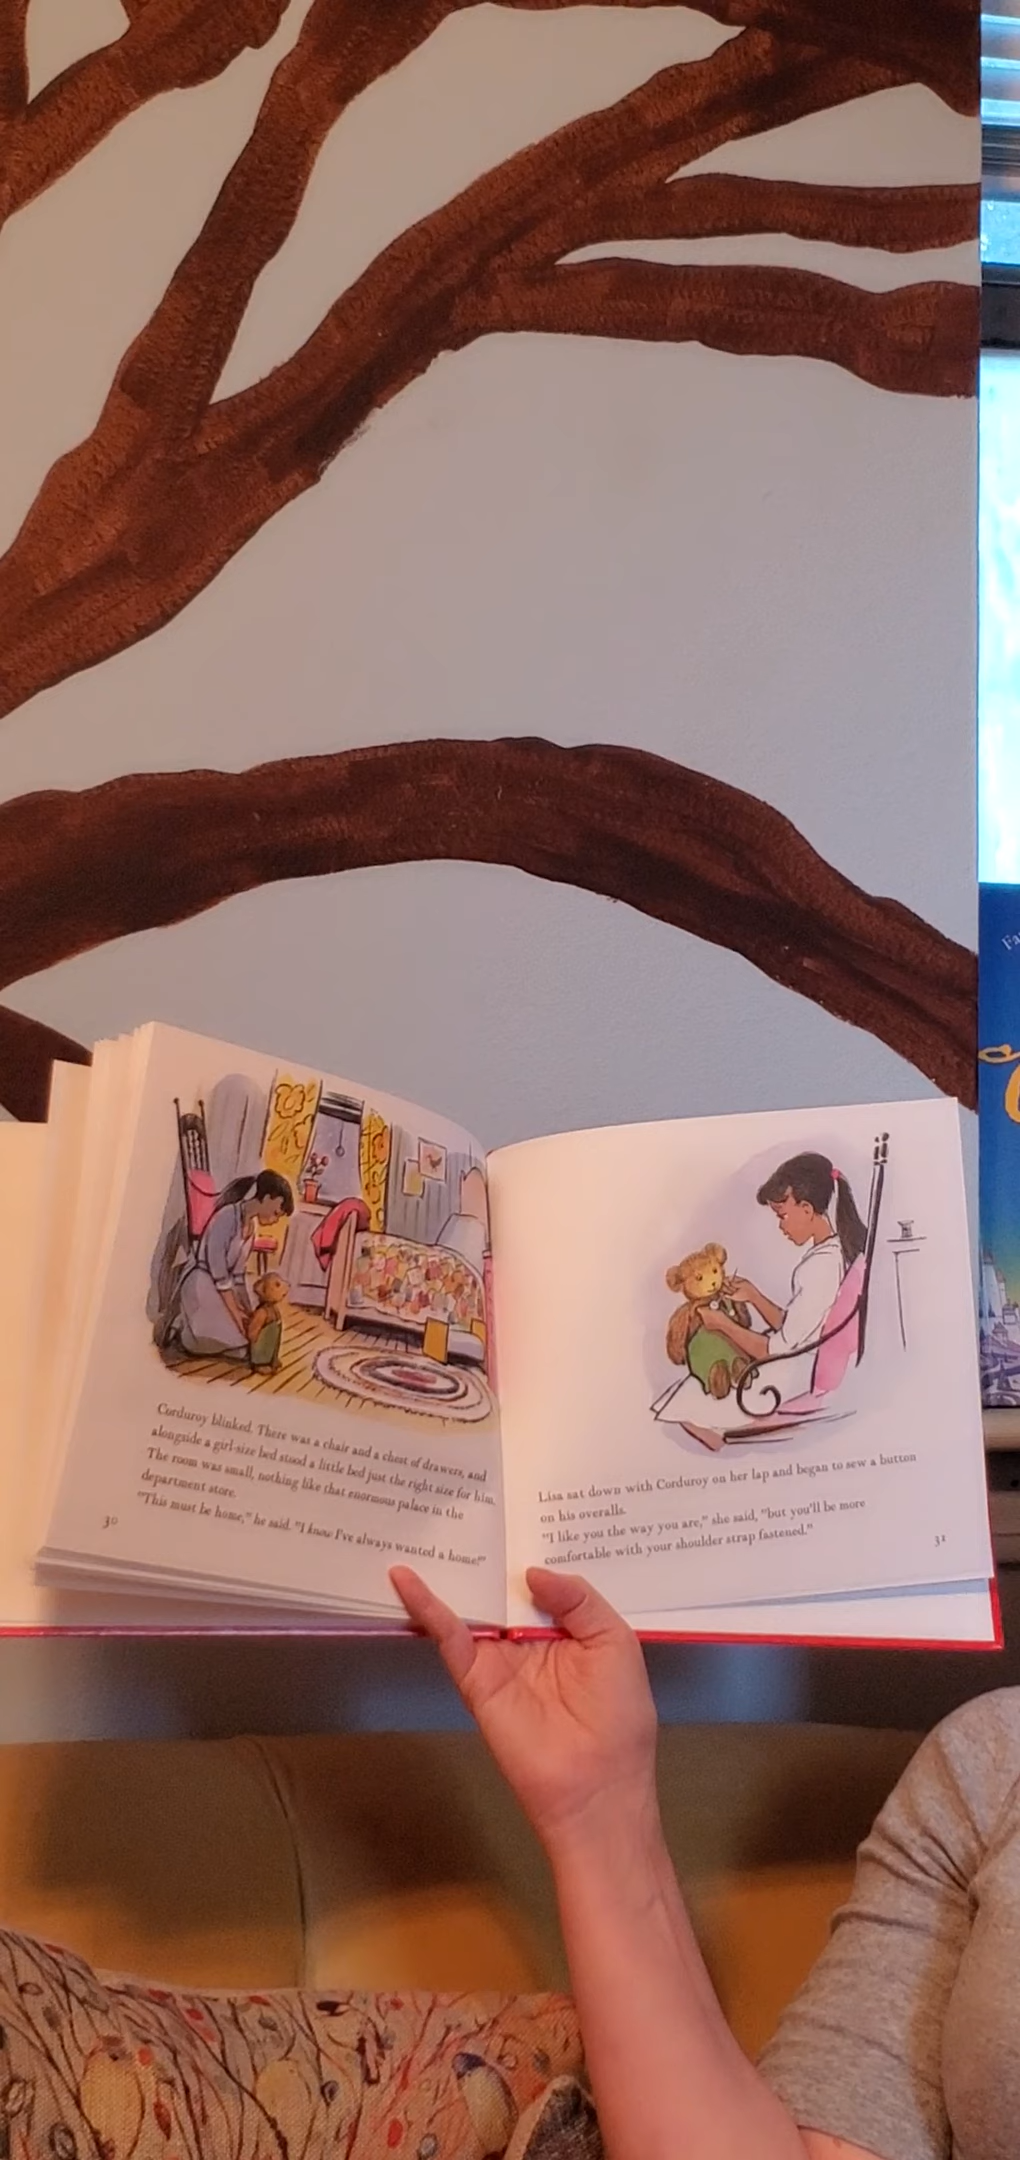 Corduroy blinked. There was a chair and a chest of drawers, and
alongside a girl-size bed stood a little bed just the right size for him.
The room was small, nothing like that enormous palace in the
department store.
"This must be home," he said. "I know I've always wanted a home!"
30
Lisa sat down with Corduroy on her lap and began to sew a button
on his overalls.
"I like you the way you are," she said, "but you'll be more
comfortable with your shoulder strap fastened."
31